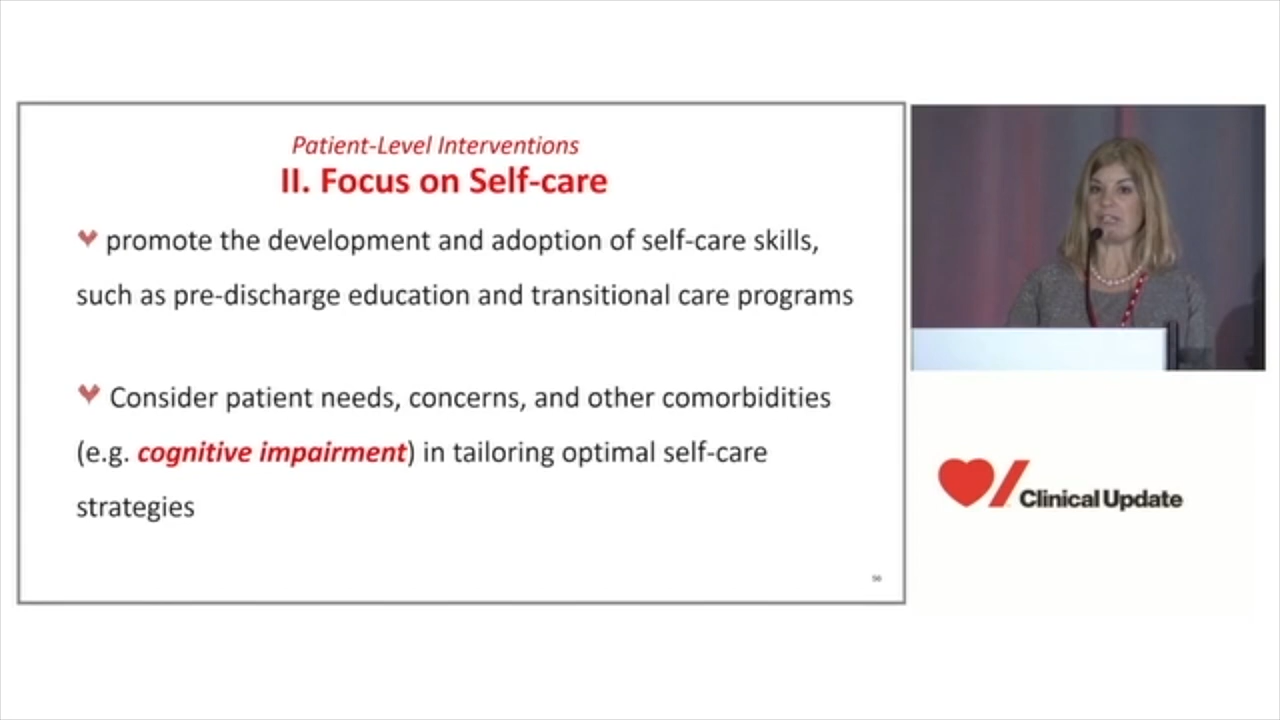 Patient-Level Interventions
II. Focus on Self-care
promote the development and adoption of self-care skills,
such as pre-discharge education and transitional care programs
Consider patient needs, concerns, and other comorbidities
(e.g. cognitive impairment) in tailoring optimal self-care
strategies
56
Clinical Update